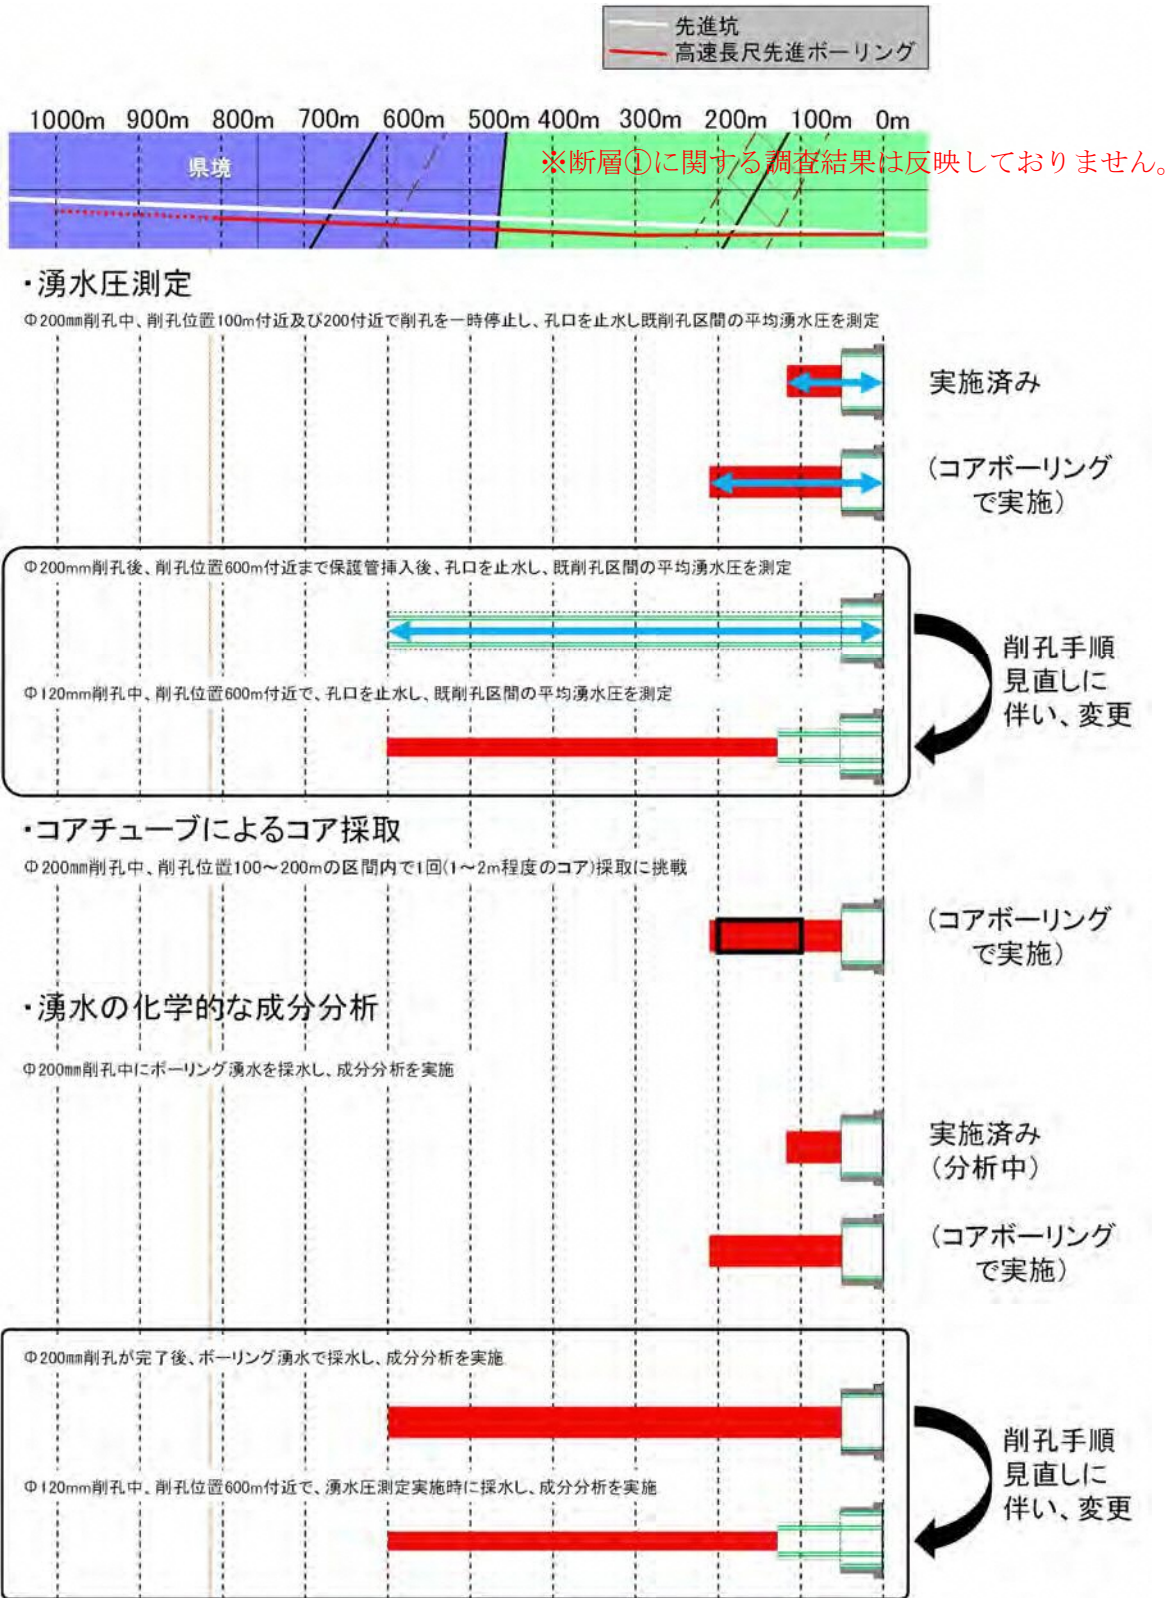 先進坑
高速長尺先進ボーリング
1000m 900m 800m 700m 600m 500m 400m 300m 200m 100m 0m
県境
※断層①に関する調査結果は反映しておりません。
・湧水圧測定
Φ200㎜削孔中、削孔位置100m付近及び200付近で削孔を一時停止し、孔口を止水し既削孔区間の平均湧水圧を測定
実施済み
（コアボーリング
で実施）
Φ200mm削孔後、削孔位置600m付近まで保護管挿入後、孔口を止水し、既削孔区間の平均湧水圧を測定
削孔手順
見直しに
伴い、変更
Φ120mm削孔中、削孔位置600m付近で、孔口を止水し、既削孔区間の平均湧水圧を測定
・コアチューブによるコア採取
Φ200㎜削孔中、削孔位置100～200mの区間内で1回(1～2m程度のコア)採取に挑戦
（コアボーリング
で実施）
・湧水の化学的な成分分析
Φ200㎜削孔中にボーリング湧水を採水し、成分分析を実施
実施済み
（分析中）
（コアボーリング
で実施）
Φ200㎜削孔が完了後、ボーリング湧水で採水し、成分分析を実施
削孔手順
見直しに
伴い、変更
Φ120mm削孔中、削孔位置600m付近で、湧水圧測定実施時に採水し、成分分析を実施